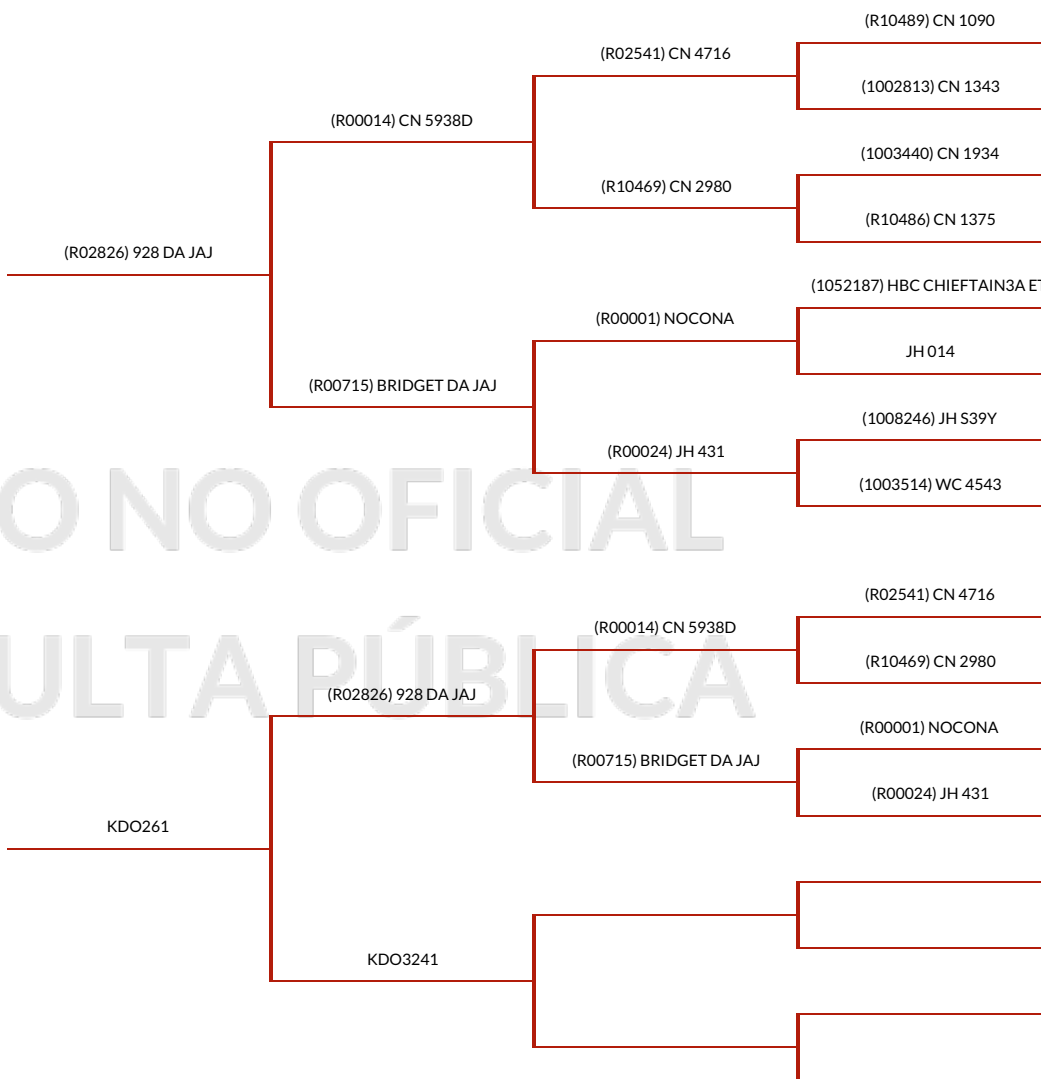 (R10489) CN 1090
(R02541) CN 4716
(1002813) CN 1343
(R00014) CN 5938D
(1003440) CN 1934
(R10469) CN 2980
(R10486) CN 1375
(R02826) 928 DA JAJ
(1052187) HBC CHIEFTAIN3A ET
(R00001) NOCONA
JH 014
(R00715) BRIDGET DA JAJ
(1008246) JH S39Y
(R00024) JH 431
(1003514) WC 4543
O NO OFICIAL
(R02541) CN 4716
(R00014) CN 5938D
(R10469) CN 2980
ULTA PÚBLICA
(R02826) 928 DA JAJ
(R00001) NOCONA
(R00715) BRIDGET DA JAJ
(R00024) JH 431
KDO261
KDO3241